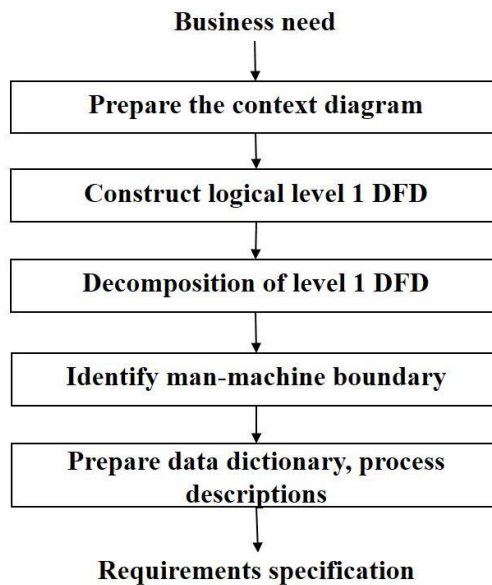 Business need
Prepare the context diagram
Construct logical level 1 DFD
Decomposition of level 1 DFD
Identify man-machine boundary
Prepare data dictionary, process
descriptions
Requirements specification